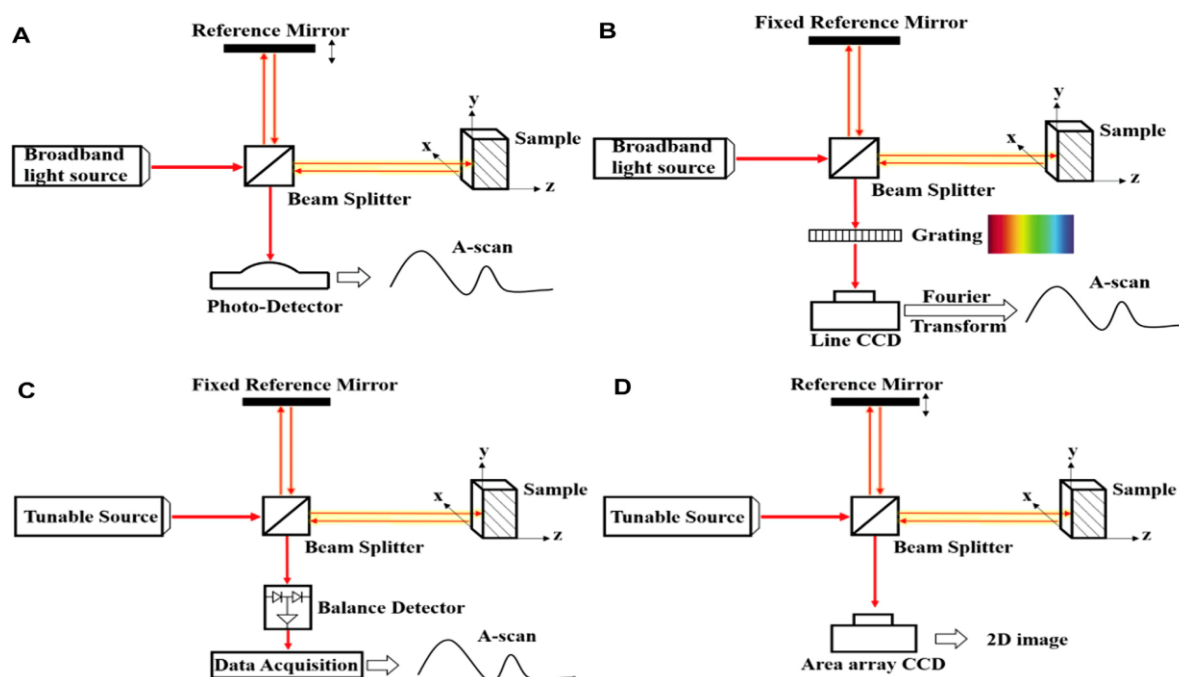 A
Reference Mirror
y
x
Sample
Broadband
light source
z
Beam Splitter
A-scan
Photo-Detector
B
Fixed Reference Mirror
y
x
Sample
Broadband
light source
z
Beam Splitter
Grating
A-scan
Fourier
Transform
Line CCD
C
Fixed Reference Mirror
y
x
Sample
Tunable Source
z
Beam Splitter
Balance Detector
A-scan
Data Acquisition
D
Reference Mirror
y
x
Sample
Tunable Source
z
Beam Splitter
2D image
Area array CCD